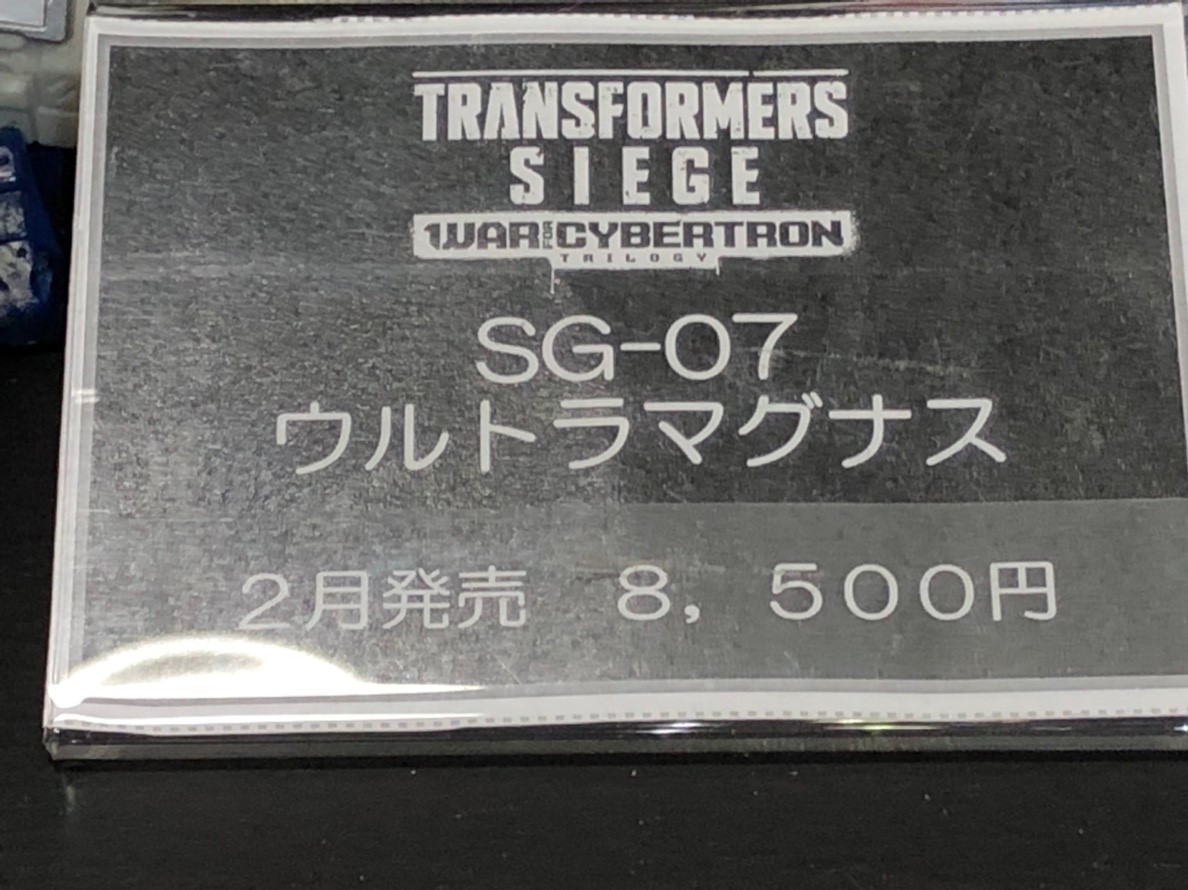 TRANSFORMERS
SIEGE
WAR FOR CYBERTRON
TRILOGY
SG-07
ウルトラマグナス
2月発売　8，500円